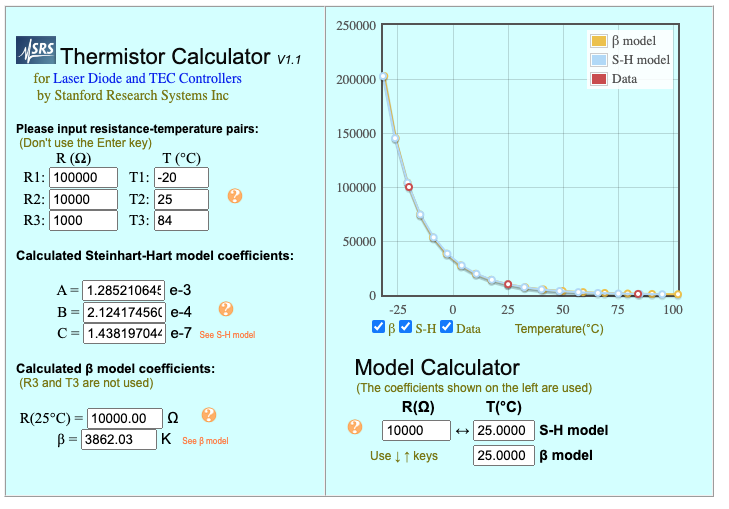 SRS Thermistor Calculator V1.1
for Laser Diode and TEC Controllers
by Stanford Research Systems Inc
Please input resistance-temperature pairs:
(Don't use the Enter key)
R (Ω) T (°C)
R1: 100000 T1: -20
R2: 10000 T2: 25 ?
R3: 1000 T3: 84
Calculated Steinhart-Hart model coefficients:
A = 1.285210645 e-3
B = 2.124174560 e-4 ?
C = 1.438197044 e-7 See S-H model
Calculated β model coefficients:
(R3 and T3 are not used)
R(25°C) = 10000.00 Ω ?
β = 3862.03 K See β model
250000
200000
150000
100000
50000
0
β model
S-H model
Data
-25 0 25 50 75 100
β S-H Data Temperature(°C)
Model Calculator
(The coefficients shown on the left are used)
R(Ω) T(°C)
? 10000 ↔ 25.0000 S-H model
Use ↓↑ keys 25.0000 β model